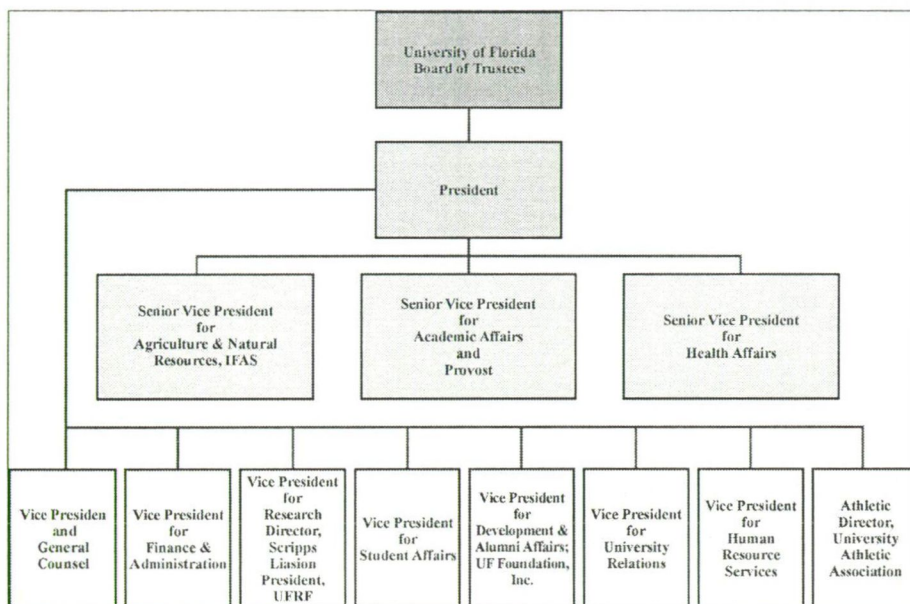 University of Florida
Board of Trustees
President
Senior Vice President
for
Agriculture & Natural
Resources, IFAS
Senior Vice President
for
Academic Affairs
and
Provost
Senior Vice President
for
Health Affairs
Vice Presiden
and
General
Counsel
Vice President
for
Finance &
Administration
Vice President
for
Research
Director,
Scripps
Liasion
President,
UFRF
Vice President
for
Student Affairs
Vice President
for
Development &
Alumni Affairs;
UF Foundation,
Inc.
Vice President
for
University
Relations
Vice President
for
Human
Resource
Services
Athletic
Director,
University
Athletic
Association